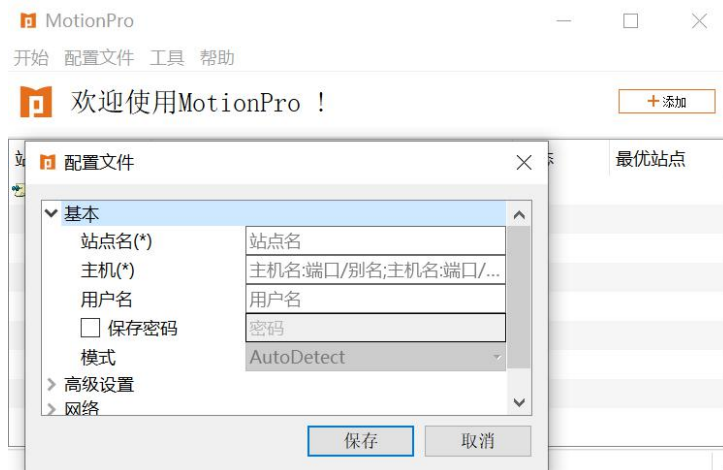 MotionPro
开始 配置文件 工具 帮助
欢迎使用MotionPro !
+添加
最优站点
配置文件
基本
站点名(*) 站点名
主机(*) 主机名:端口/别名;主机名:端口/...
用户名 用户名
保存密码 密码
模式 AutoDetect
高级设置
网络
保存 取消